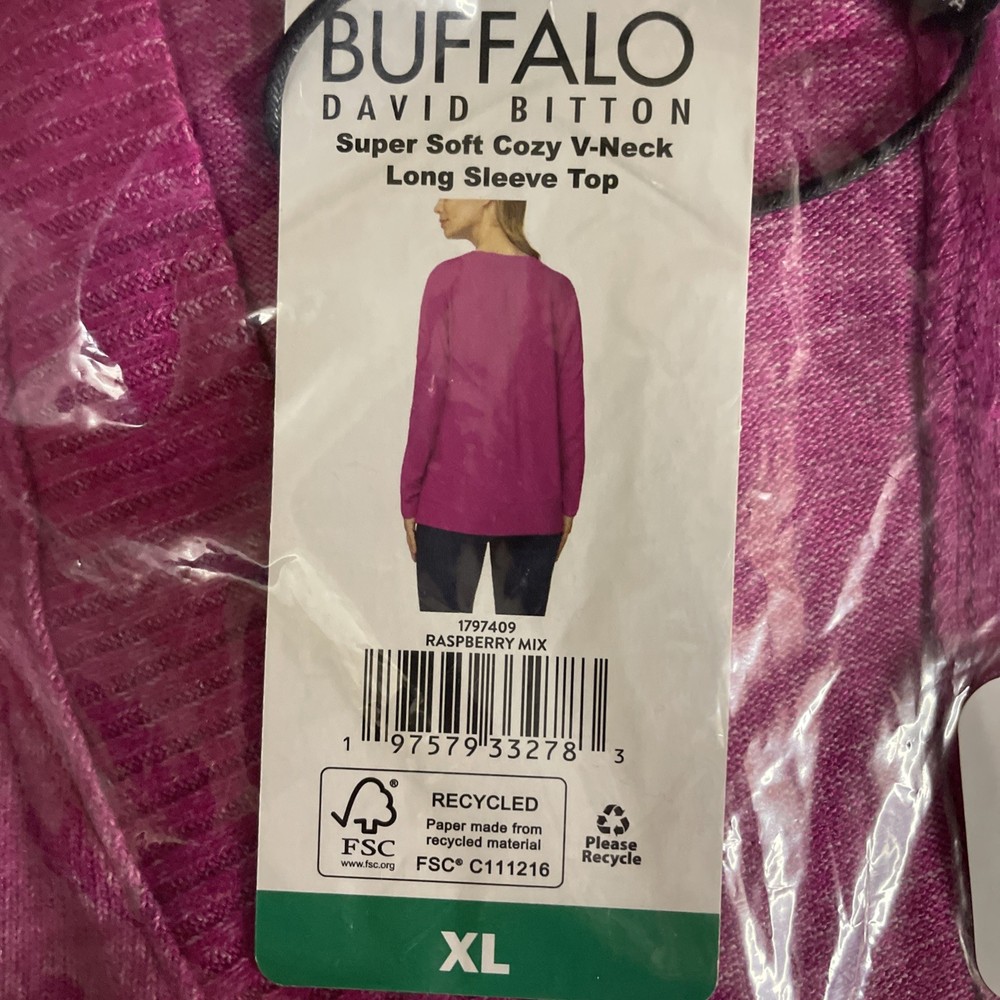 BUFFALO
DAVID BITTON
Super Soft Cozy V-Neck
Long Sleeve Top
1797409
RASPBERRY MIX
1 97579 33278 3
FSC®
www.fsc.org
RECYCLED
Paper made from
recycled material
FSC® C111216
Please
Recycle
XL